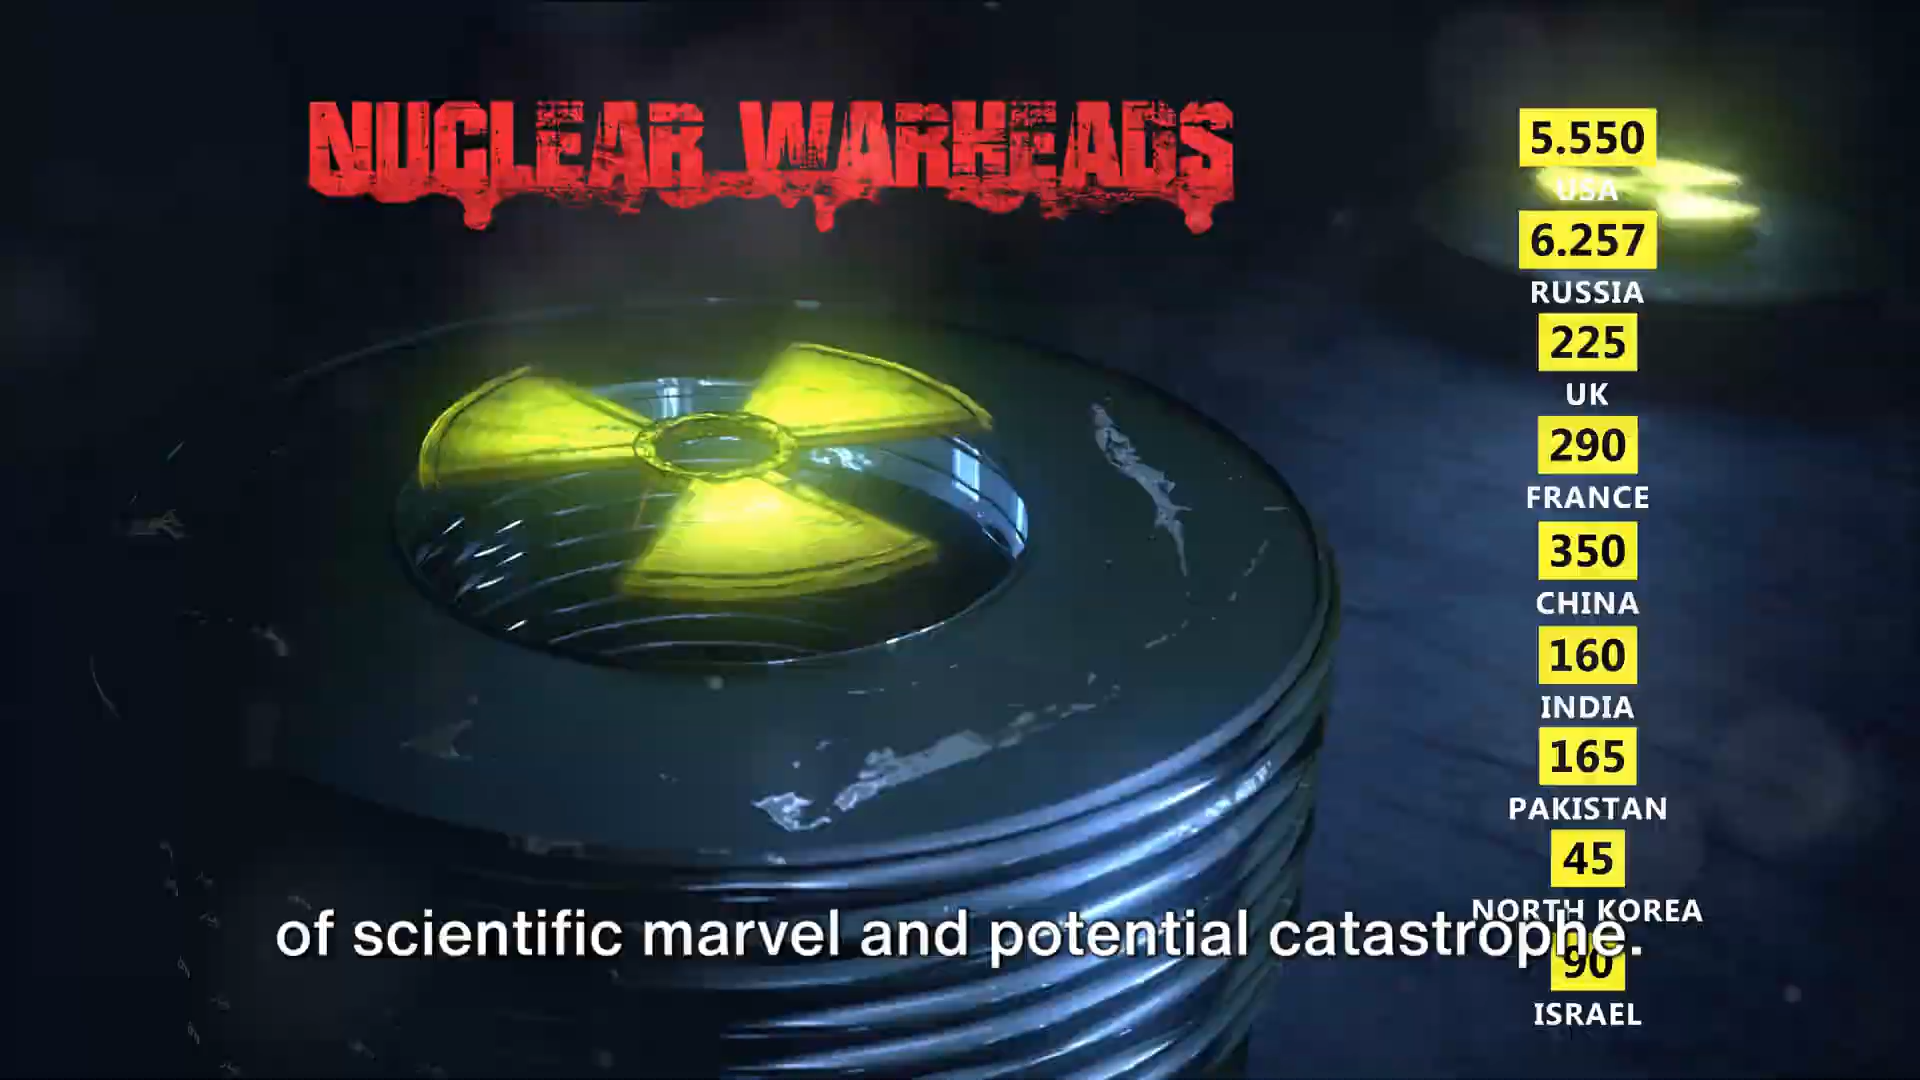 NUCLEAR WARHEADS
5.550
USA
6.257
RUSSIA
225
UK
290
FRANCE
350
CHINA
160
INDIA
165
PAKISTAN
45
NORTH KOREA
90
ISRAEL
of scientific marvel and potential catastrophe.